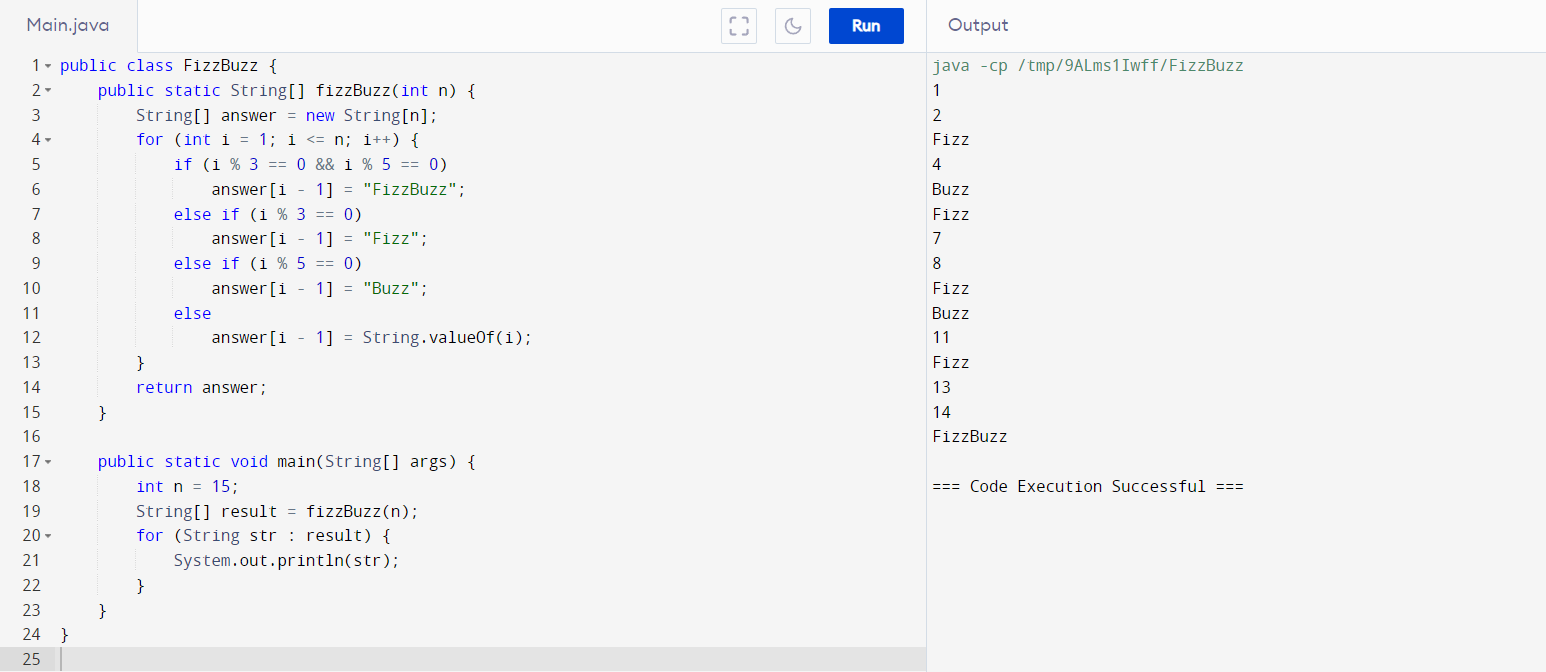 Main.java
Run
Output
1 public class FizzBuzz {
2     public static String[] fizzBuzz(int n) {
3         String[] answer = new String[n];
4         for (int i = 1; i <= n; i++) {
5             if (i % 3 == 0 && i % 5 == 0)
6                 answer[i - 1] = "FizzBuzz";
7             else if (i % 3 == 0)
8                 answer[i - 1] = "Fizz";
9             else if (i % 5 == 0)
10                 answer[i - 1] = "Buzz";
11             else
12                 answer[i - 1] = String.valueOf(i);
13         }
14         return answer;
15     }
16
17     public static void main(String[] args) {
18         int n = 15;
19         String[] result = fizzBuzz(n);
20         for (String str : result) {
21             System.out.println(str);
22         }
23     }
24 }
25
java -cp /tmp/9ALms1Iwff/FizzBuzz
1
2
Fizz
4
Buzz
Fizz
7
8
Fizz
Buzz
11
Fizz
13
14
FizzBuzz
=== Code Execution Successful ===